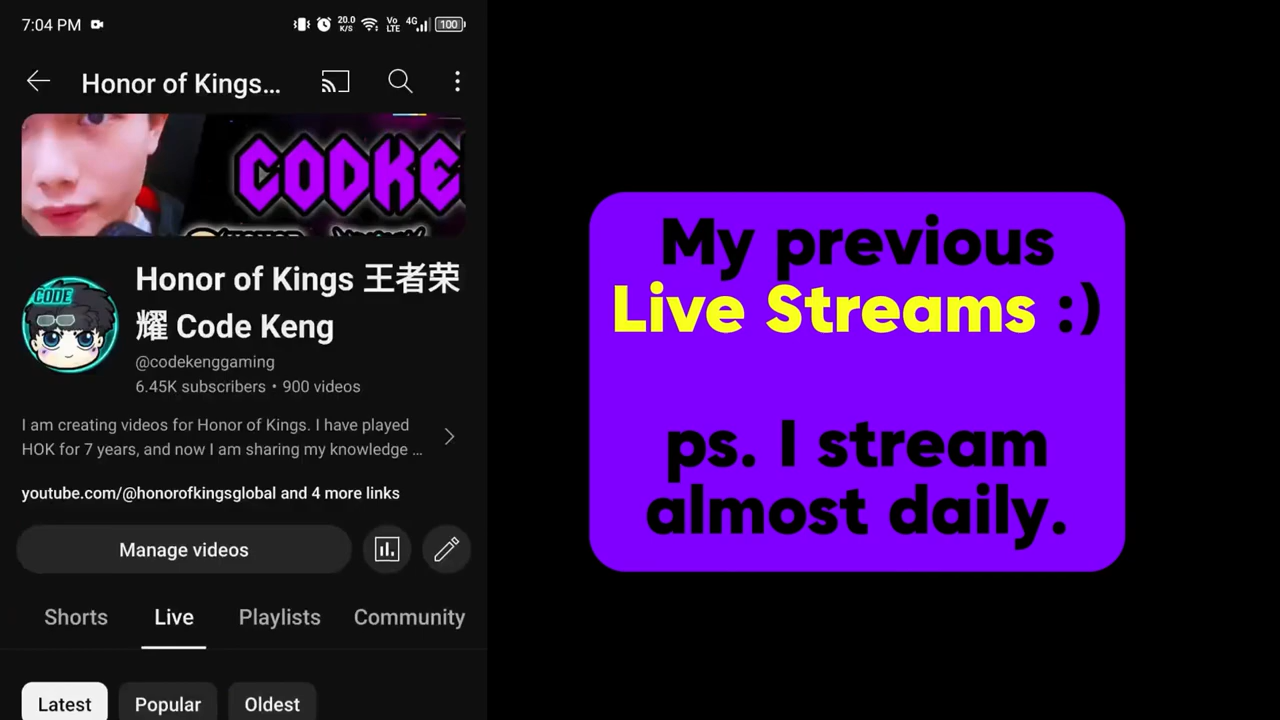 7:04 PM
20.0 K/S
Vo LTE
4G
100
Honor of Kings...
CODKE
Honor of Kings 王者荣
耀 Code Keng
CODE
@codekenggaming
6.45K subscribers • 900 videos
I am creating videos for Honor of Kings. I have played
HOK for 7 years, and now I am sharing my knowledge ...
youtube.com/@honorofkingsglobal and 4 more links
Manage videos
Shorts
Live
Playlists
Community
Latest
Popular
Oldest
My previous
Live Streams :)
ps. I stream
almost daily.